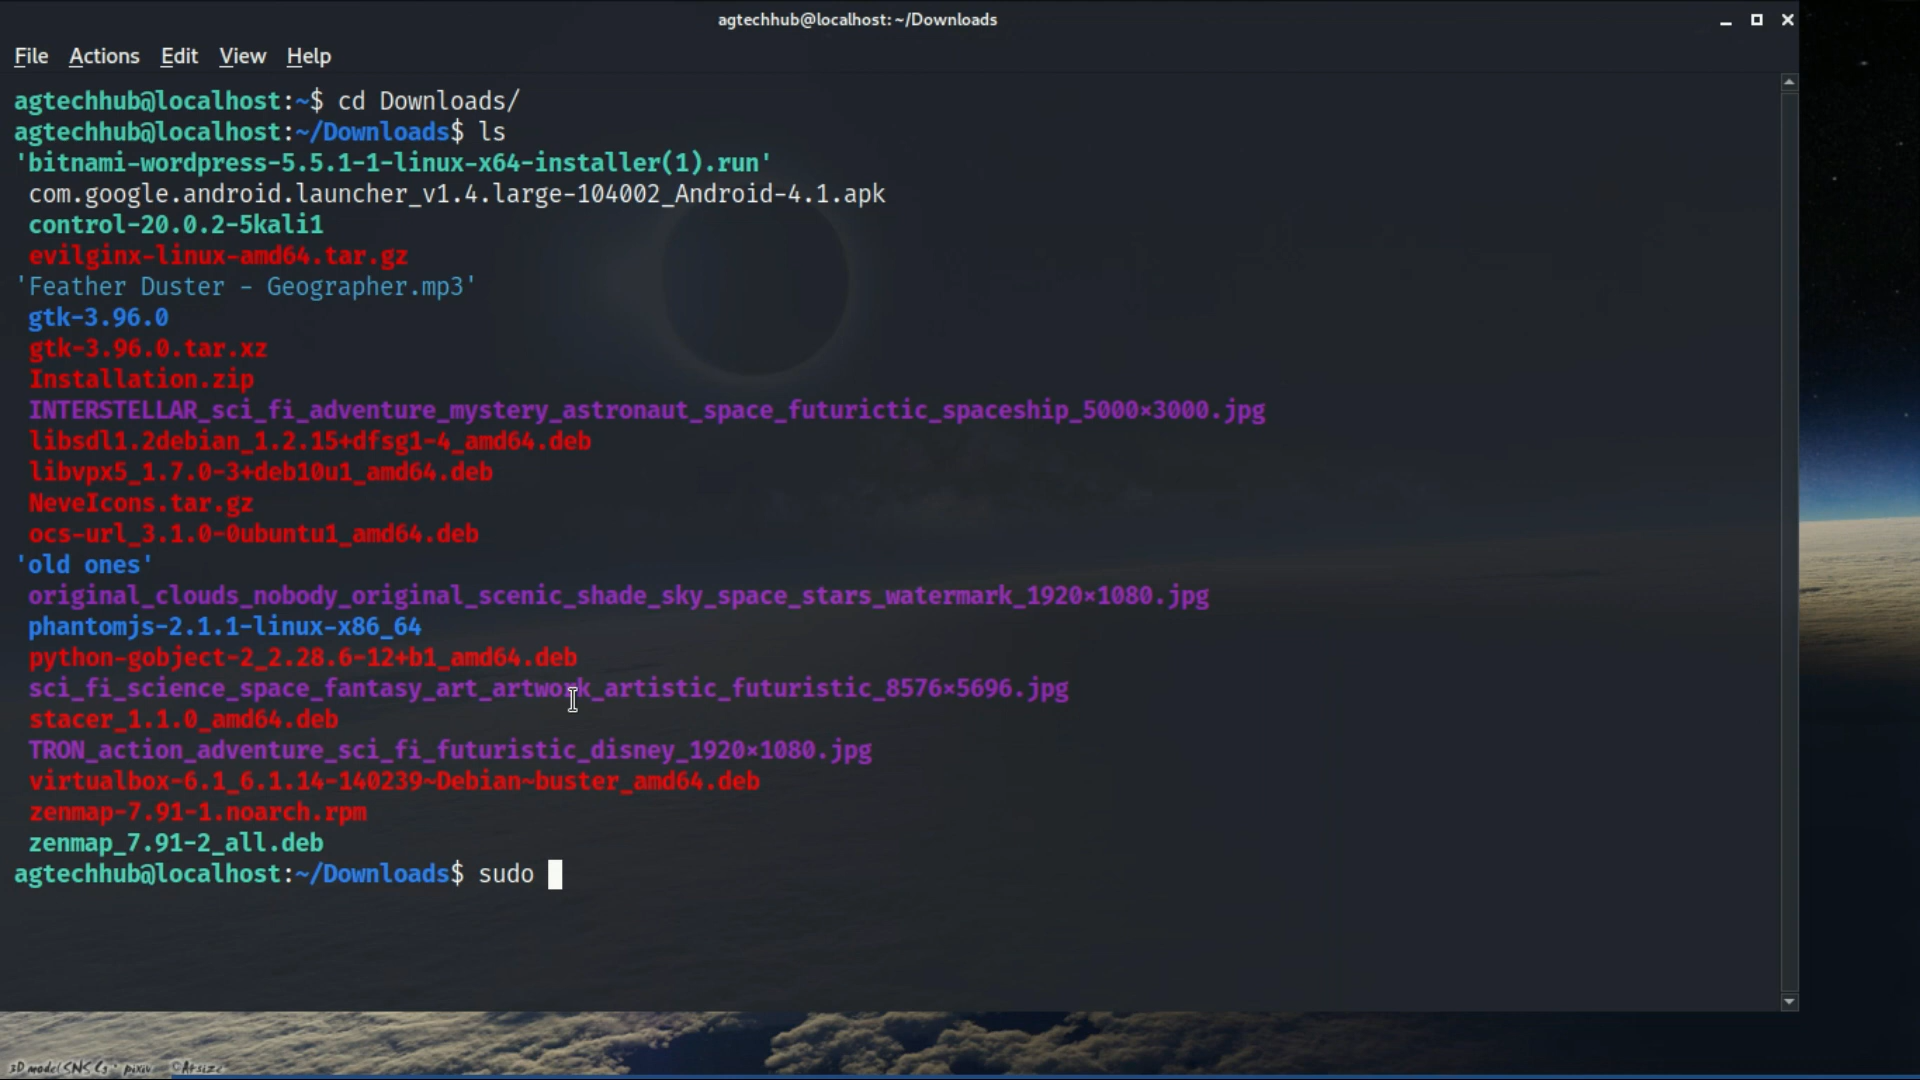 agtechhub@localhost: ~/Downloads
File Actions Edit View Help
agtechhub@localhost:~$ cd Downloads/
agtechhub@localhost:~/Downloads$ ls
'bitnami-wordpress-5.5.1-1-linux-x64-installer(1).run'
com.google.android.launcher_v1.4.large-104002_Android-4.1.apk
control-20.0.2-5kali1
evilginx-linux-amd64.tar.gz
'Feather Duster - Geographer.mp3'
gtk-3.96.0
gtk-3.96.0.tar.xz
Installation.zip
INTERSTELLAR_sci_fi_adventure_mystery_astronaut_space_futurictic_spaceship_5000×3000.jpg
libsdl1.2debian_1.2.15+dfsg1-4_amd64.deb
libvpx5_1.7.0-3+deb10u1_amd64.deb
NeveIcons.tar.gz
ocs-url_3.1.0-0ubuntu1_amd64.deb
'old ones'
original_clouds_nobody_original_scenic_shade_sky_space_stars_watermark_1920×1080.jpg
phantomjs-2.1.1-linux-x86_64
python-gobject-2_2.28.6-12+b1_amd64.deb
sci_fi_science_space_fantasy_art_artwork_artistic_futuristic_8576×5696.jpg
stacer_1.1.0_amd64.deb
TRON_action_adventure_sci_fi_futuristic_disney_1920×1080.jpg
virtualbox-6.1_6.1.14-140239~Debian~buster_amd64.deb
zenmap-7.91-1.noarch.rpm
zenmap_7.91-2_all.deb
agtechhub@localhost:~/Downloads$ sudo
3D model SNS pixiv